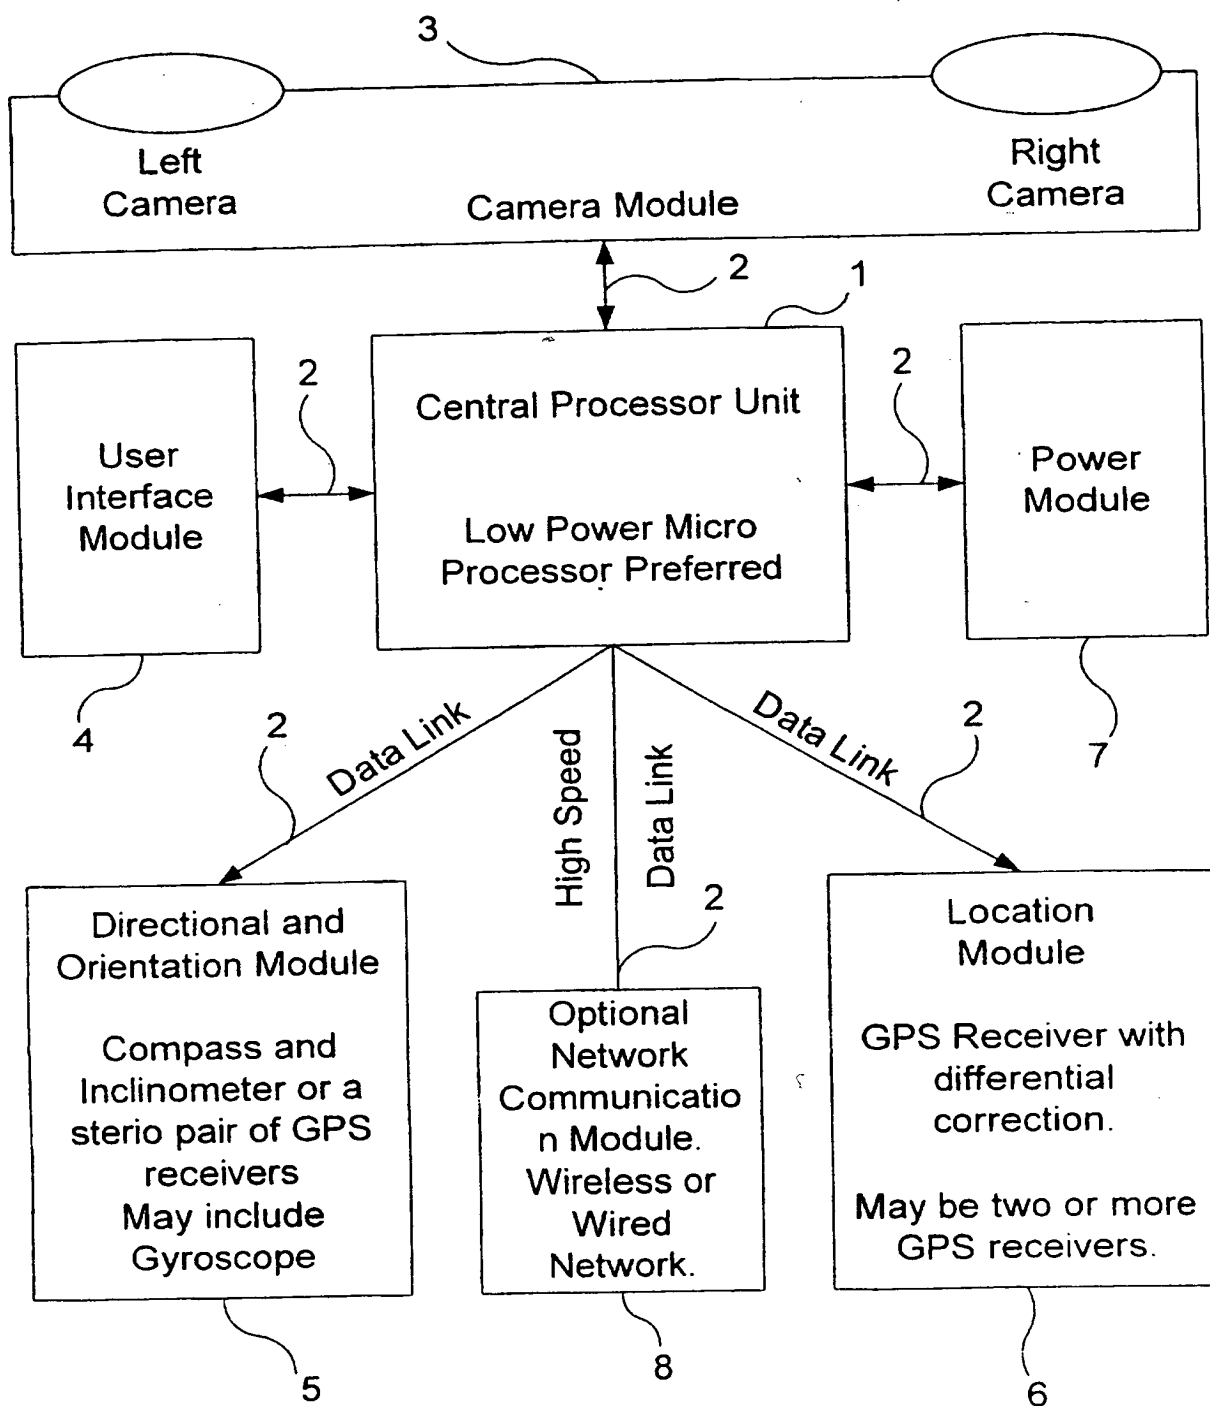 3
Left
Camera
Right
Camera
Camera Module
2
1
2
2
User
Interface
Module
Central Processor Unit
Low Power Micro
Processor Preferred
Power
Module
4
2
Data Link
High Speed
Data Link
Data Link
2
7
2
Directional and
Orientation Module
Compass and
Inclinometer or a
sterio pair of GPS
receivers
May include
Gyroscope
Optional
Network
Communicatio
n Module.
Wireless or
Wired
Network.
Location
Module
GPS Receiver with
differential
correction.
May be two or more
GPS receivers.
5
8
6